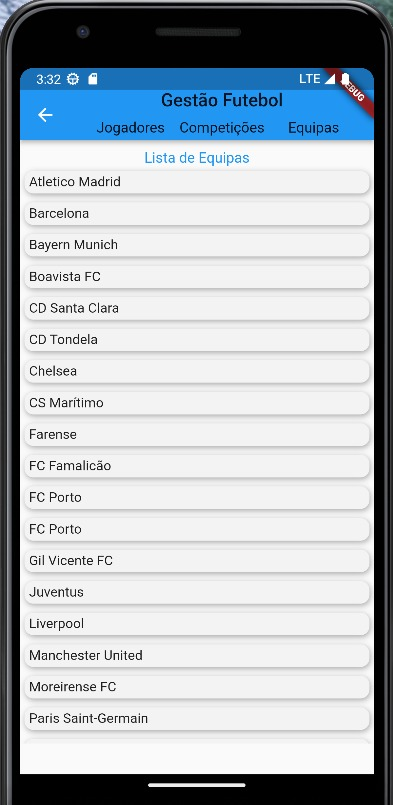 3:32
LTE
DEBUG
Gestão Futebol
Jogadores Competições Equipas
Lista de Equipas
Atletico Madrid
Barcelona
Bayern Munich
Boavista FC
CD Santa Clara
CD Tondela
Chelsea
CS Marítimo
Farense
FC Famalicão
FC Porto
FC Porto
Gil Vicente FC
Juventus
Liverpool
Manchester United
Moreirense FC
Paris Saint-Germain